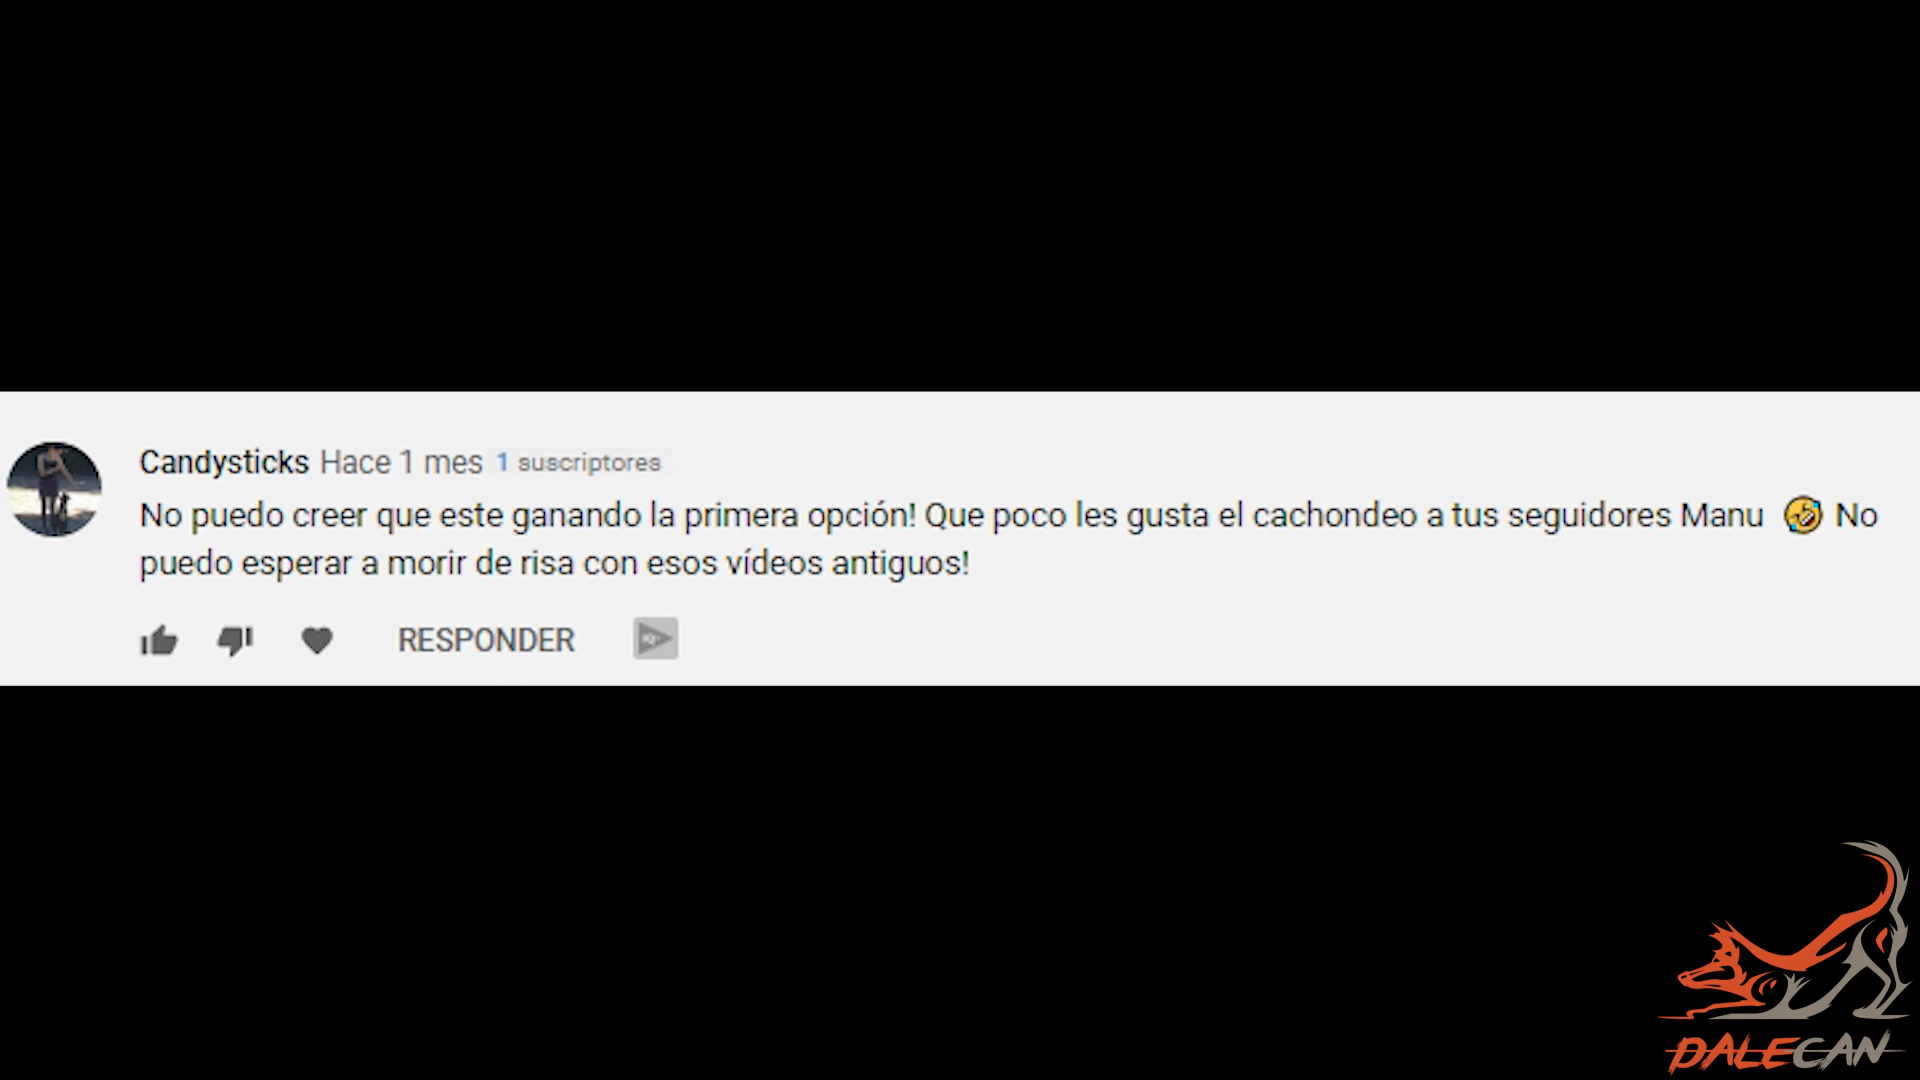 Candysticks Hace 1 mes 1 suscriptores
No puedo creer que este ganando la primera opción! Que poco les gusta el cachondeo a tus seguidores Manu 🤣 No
puedo esperar a morir de risa con esos vídeos antiguos!
RESPONDER
DALECAN